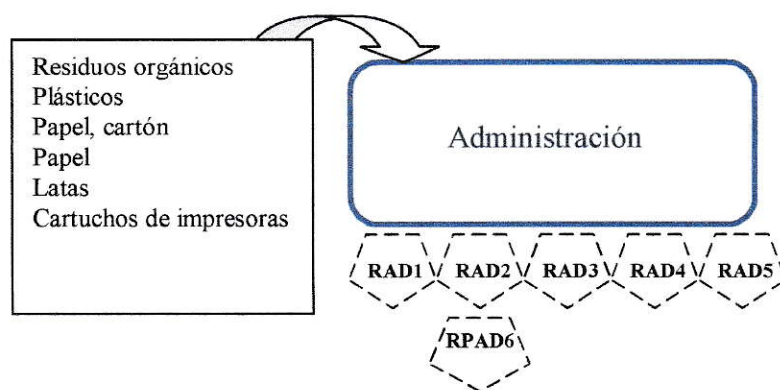 Residuos orgánicos
Plásticos
Papel, cartón
Papel
Latas
Cartuchos de impresoras
Administración
RAD1 RAD2 RAD3 RAD4 RAD5
RPAD6